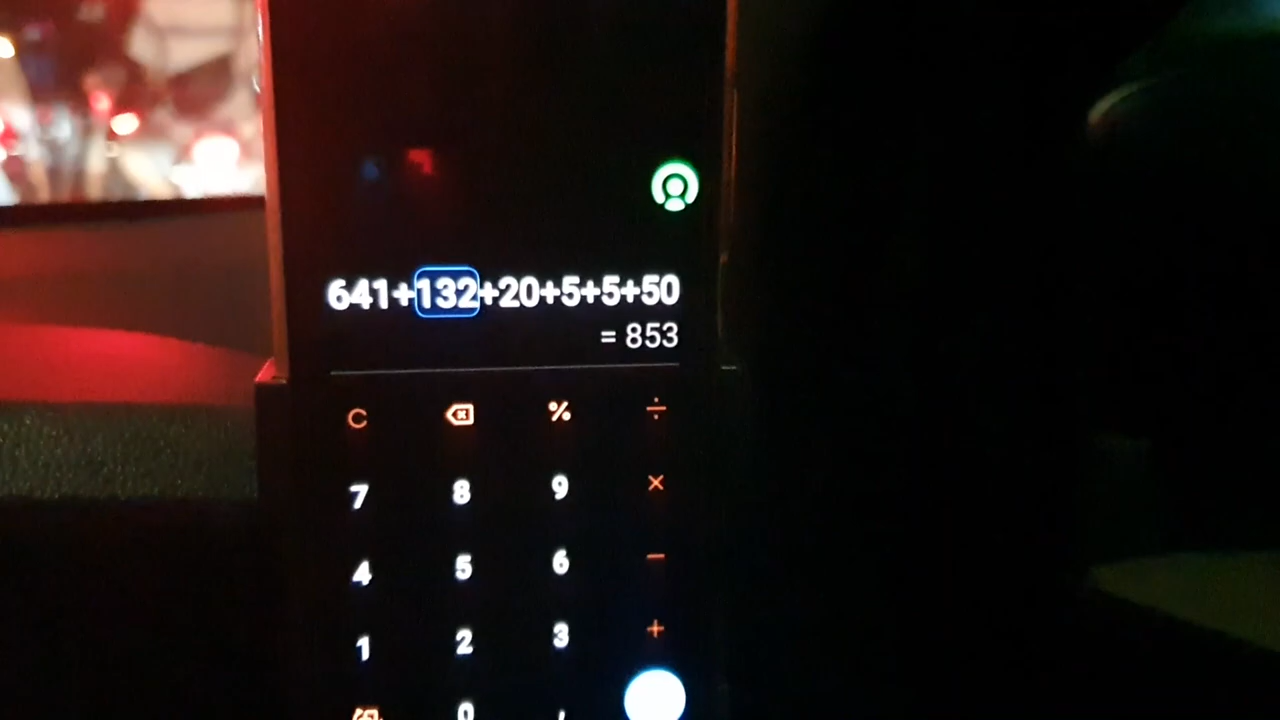 641+132+20+5+5+50
= 853
C % ÷
7 8 9 ×
4 5 6 −
1 2 3 +
0 ,